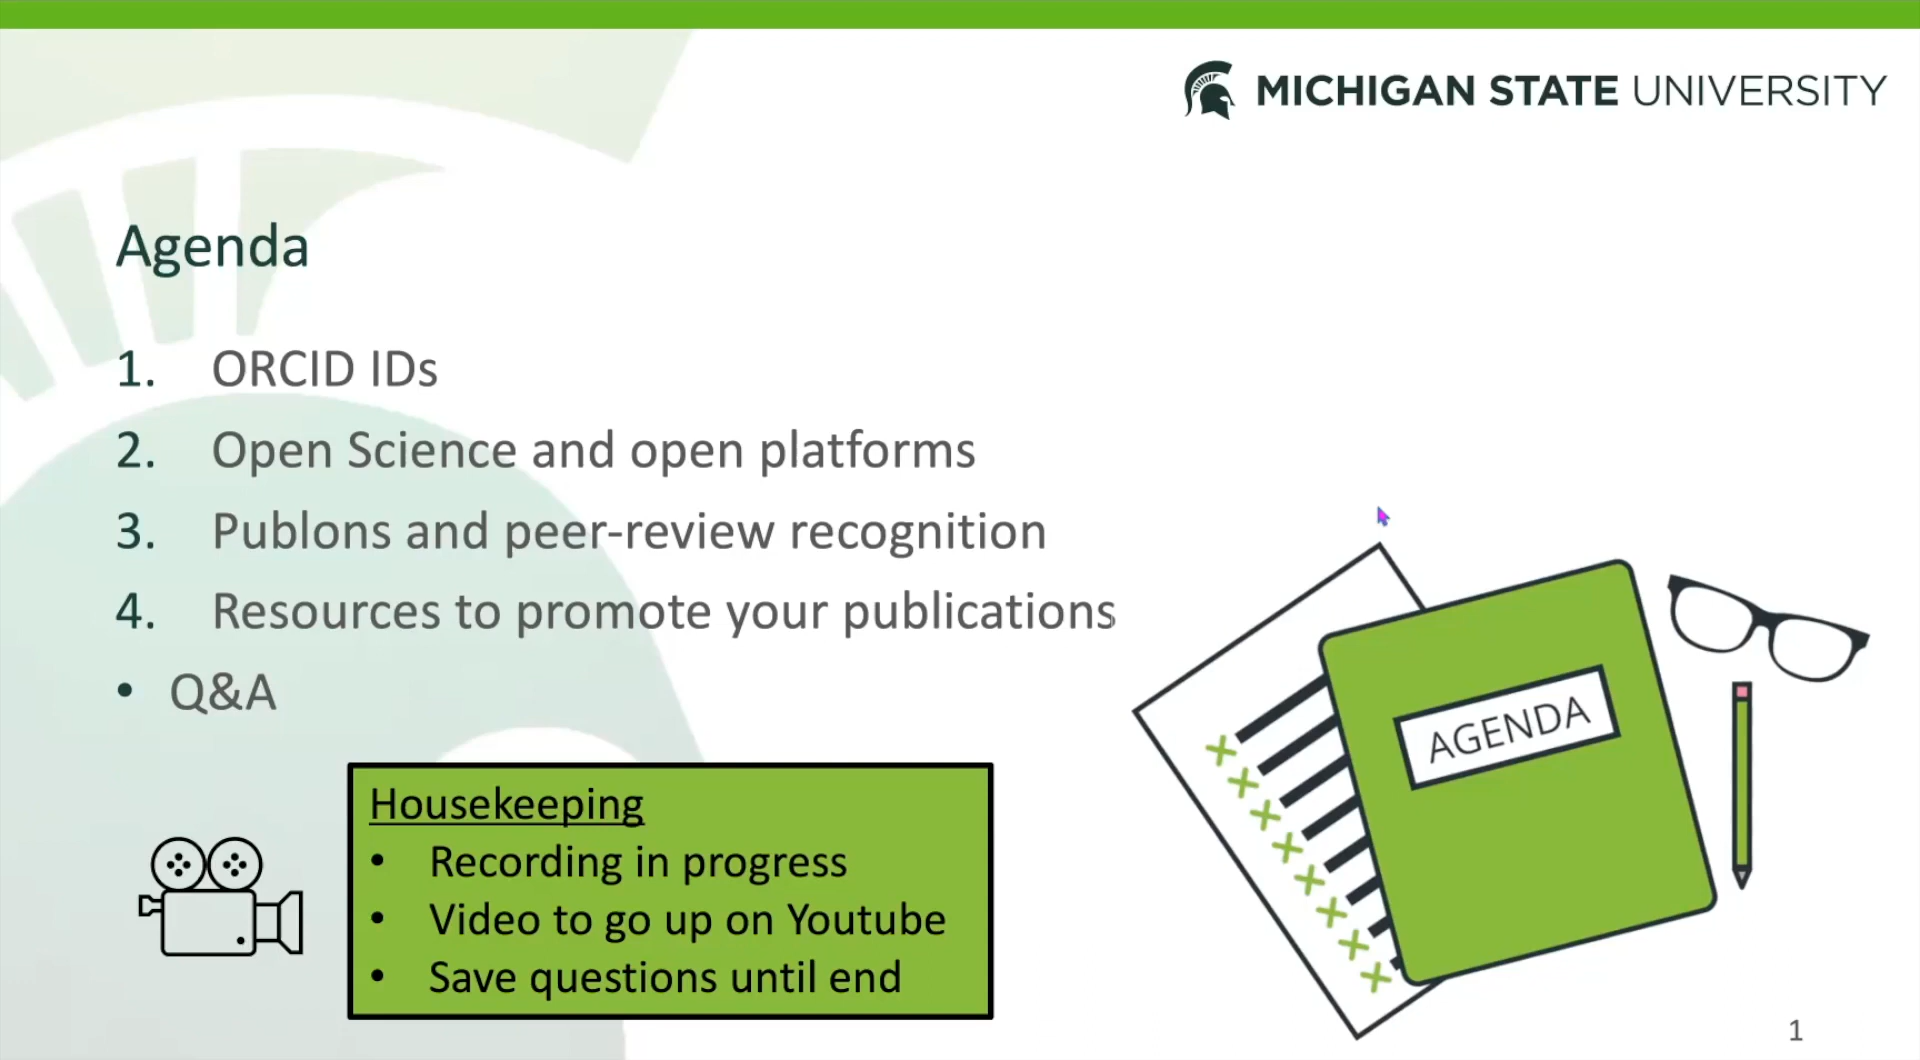 MICHIGAN STATE UNIVERSITY
Agenda
1. ORCID IDs
2. Open Science and open platforms
3. Publons and peer-review recognition
4. Resources to promote your publications
• Q&A
AGENDA
Housekeeping
• Recording in progress
• Video to go up on Youtube
• Save questions until end
1